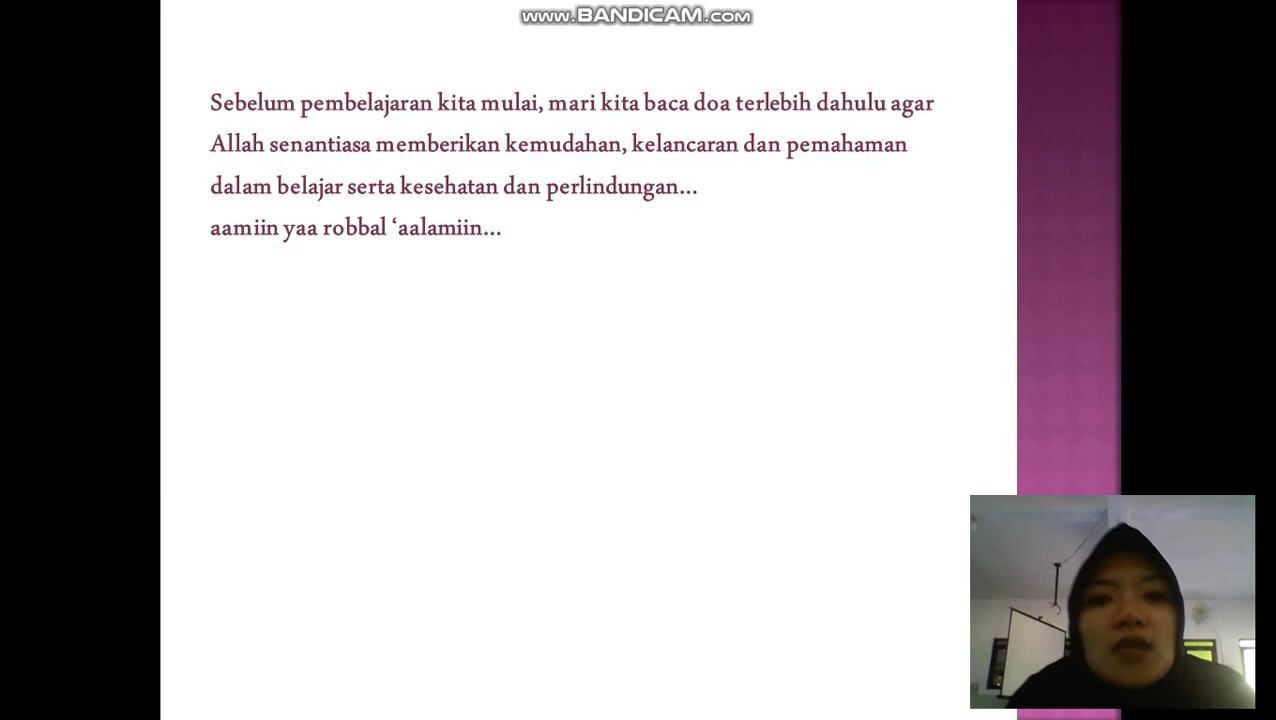 www.BANDICAM.com
Sebelum pembelajaran kita mulai, mari kita baca doa terlebih dahulu agar
Allah senantiasa memberikan kemudahan, kelancaran dan pemahaman
dalam belajar serta kesehatan dan perlindungan...
aamiin yaa robbal ‘aalamiin...